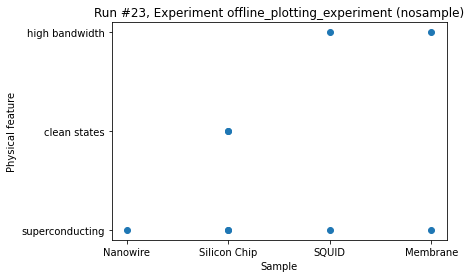 Run #23, Experiment offline_plotting_experiment (nosample)
high bandwidth
clean states
superconducting
Physical feature
Nanowire Silicon Chip SQUID Membrane
Sample